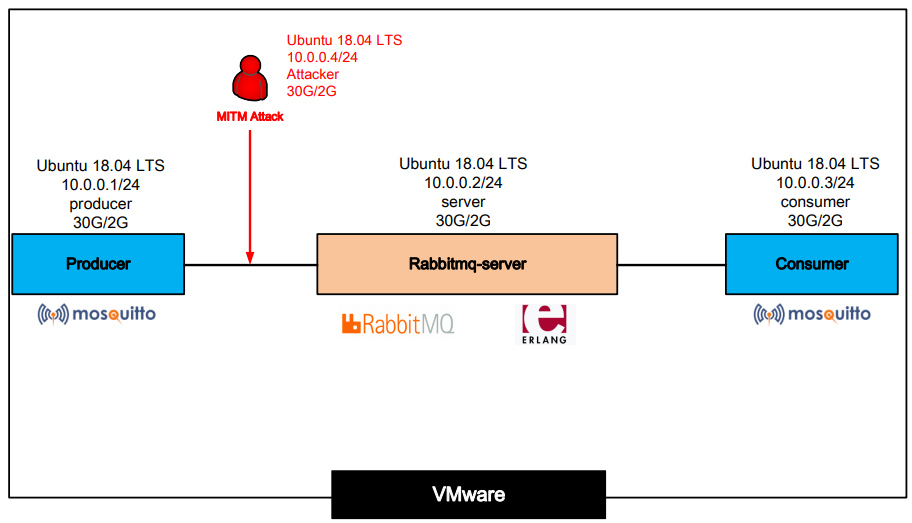 Ubuntu 18.04 LTS
10.0.0.4/24
Attacker
30G/2G
MITM Attack
Ubuntu 18.04 LTS
10.0.0.1/24
producer
30G/2G
Producer
mosquitto
Ubuntu 18.04 LTS
10.0.0.2/24
server
30G/2G
Rabbitmq-server
RabbitMQ
e
ERLANG
Ubuntu 18.04 LTS
10.0.0.3/24
consumer
30G/2G
Consumer
mosquitto
VMware